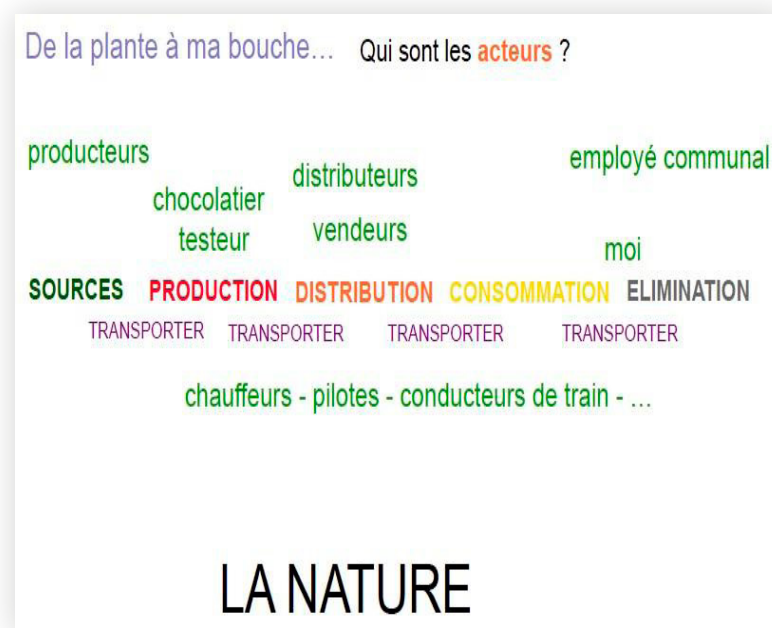 De la plante à ma bouche... Qui sont les acteurs ?
producteurs
employé communal
distributeurs
chocolatier
vendeurs
testeur
moi
SOURCES PRODUCTION DISTRIBUTION CONSOMMATION ELIMINATION
TRANSPORTER TRANSPORTER TRANSPORTER TRANSPORTER
chauffeurs - pilotes - conducteurs de train - ...
LA NATURE